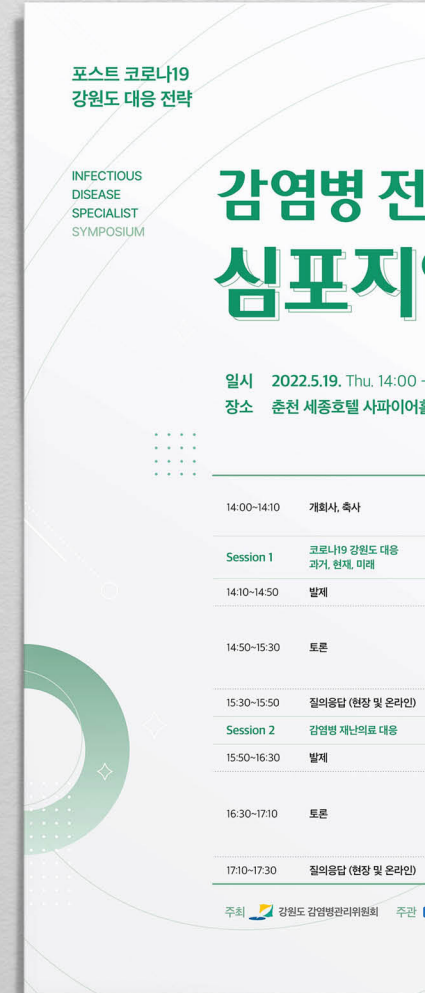 포스트 코로나19
강원도 대응 전략
INFECTIOUS
DISEASE
SPECIALIST
SYMPOSIUM
감염병 전
심포지
일시 2022.5.19. Thu. 14:00 -
장소 춘천 세종호텔 사파이어홀
14:00~14:10 개회사, 축사
Session 1 코로나19 강원도 대응
과거, 현재, 미래
14:10~14:50 발제
14:50~15:30 토론
15:30~15:50 질의응답 (현장 및 온라인)
Session 2 감염병 재난의료 대응
15:50~16:30 발제
16:30~17:10 토론
17:10~17:30 질의응답 (현장 및 온라인)
주최 강원도 감염병관리위원회 주관